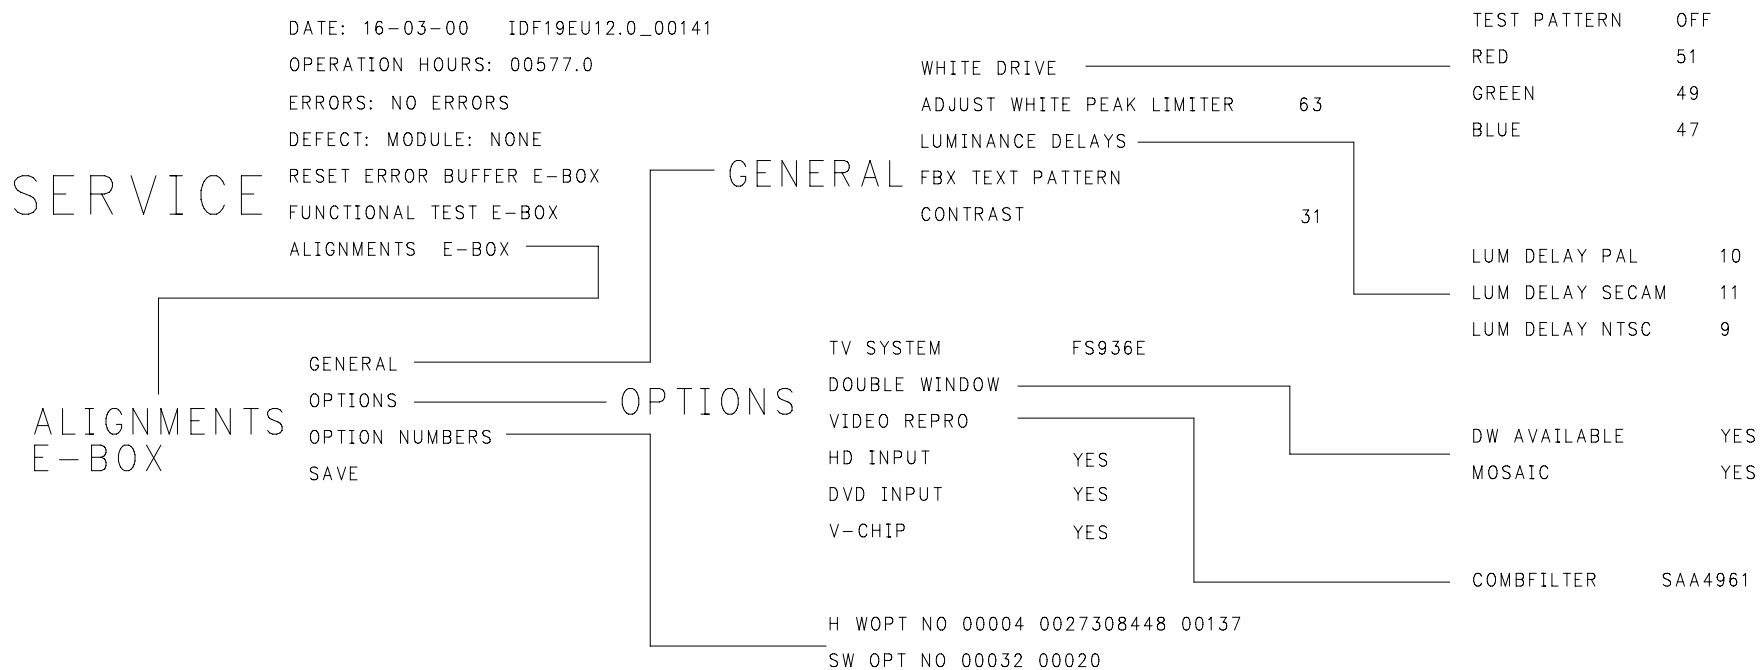 SERVICE
DATE: 16-03-00 IDF19EU12.0_00141
OPERATION HOURS: 00577.0
ERRORS: NO ERRORS
DEFECT: MODULE: NONE
RESET ERROR BUFFER E-BOX
FUNCTIONAL TEST E-BOX
ALIGNMENTS E-BOX
ALIGNMENTS
E-BOX
GENERAL
OPTIONS
OPTION NUMBERS
SAVE
GENERAL
WHITE DRIVE
ADJUST WHITE PEAK LIMITER 63
LUMINANCE DELAYS
FBX TEXT PATTERN
CONTRAST 31
TEST PATTERN OFF
RED 51
GREEN 49
BLUE 47
LUM DELAY PAL 10
LUM DELAY SECAM 11
LUM DELAY NTSC 9
OPTIONS
TV SYSTEM FS936E
DOUBLE WINDOW
VIDEO REPRO
HD INPUT YES
DVD INPUT YES
V-CHIP YES
DW AVAILABLE YES
MOSAIC YES
COMBFILTER SAA4961
H WOPT NO 00004 0027308448 00137
SW OPT NO 00032 00020